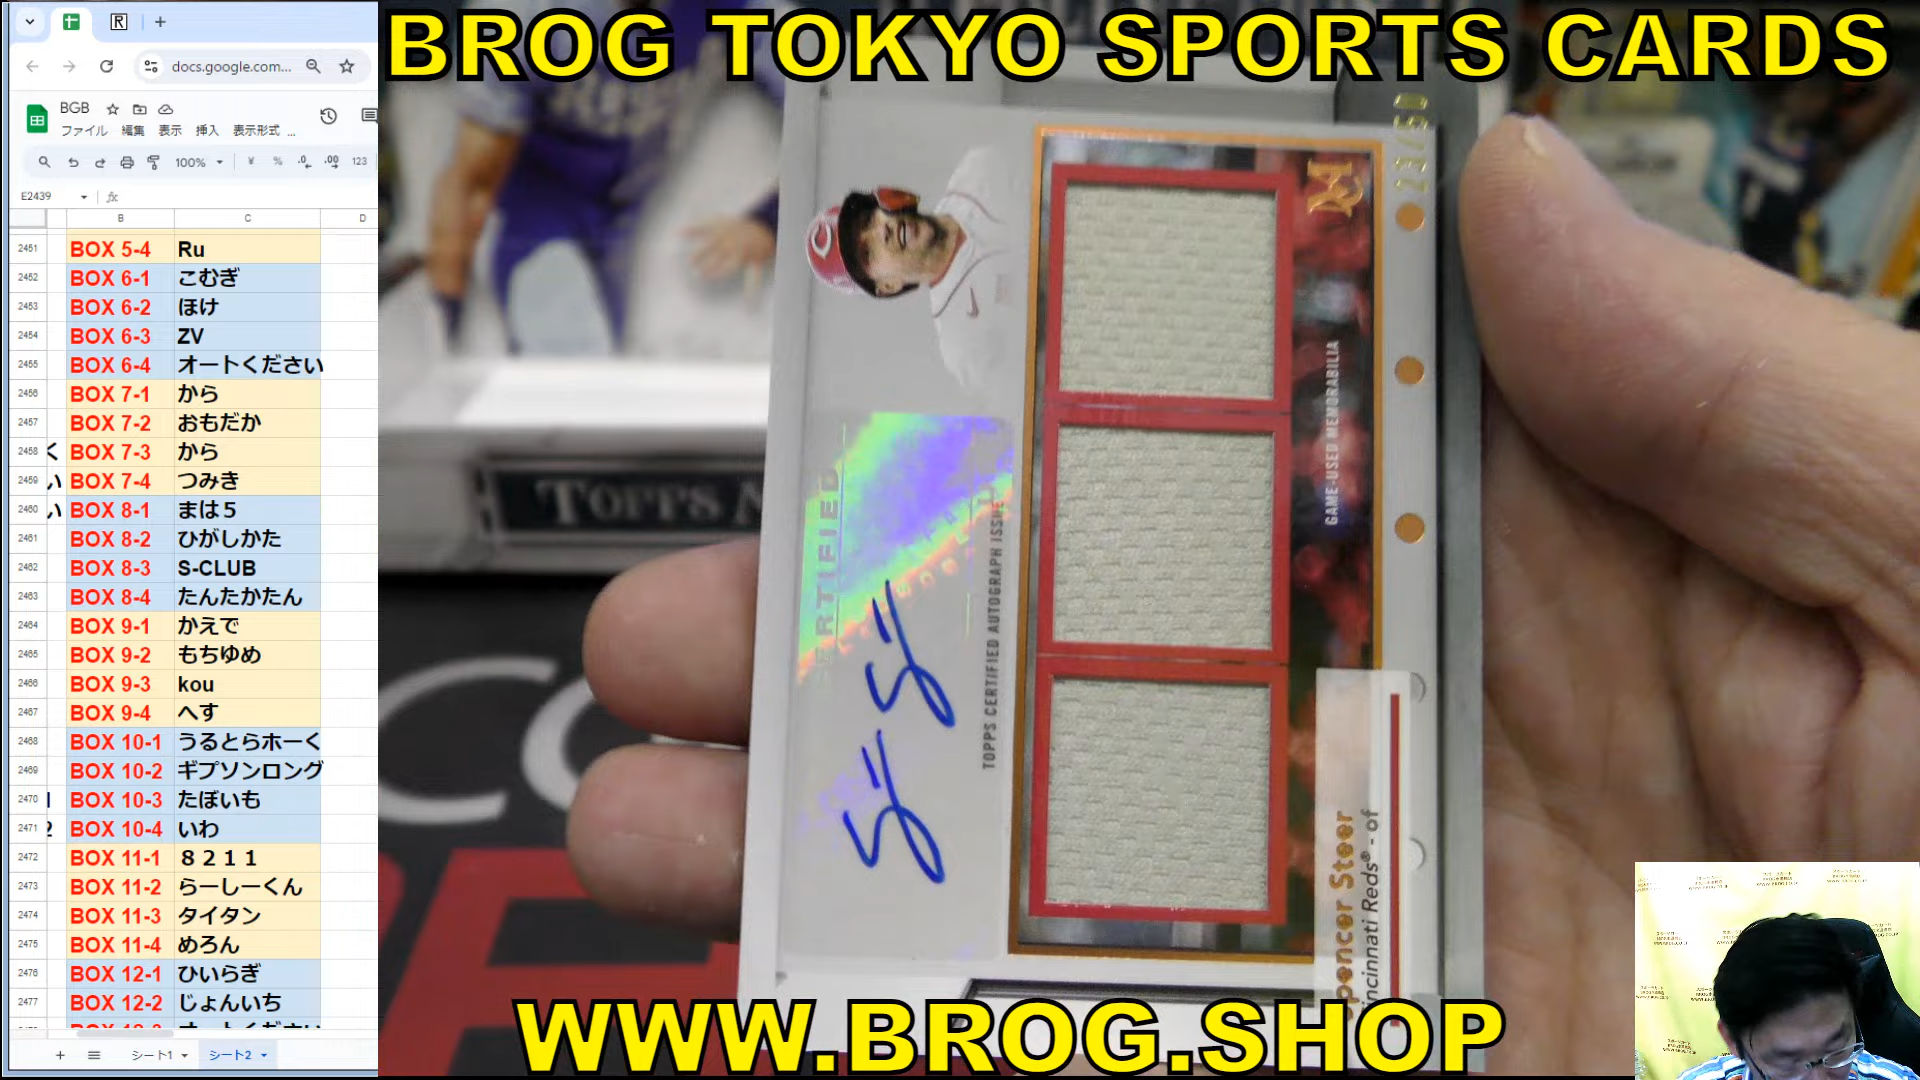 BROG TOKYO SPORTS CARDS
docs.google.com...
BGB
ファイル 編集 表示 挿入 表示形式 ...
100% ¥ % .0 .00 123
E2439 fx
B C D
2451 BOX 5-4 Ru
2452 BOX 6-1 こむぎ
2453 BOX 6-2 ほけ
2454 BOX 6-3 ZV
2455 BOX 6-4 オートください
2456 BOX 7-1 から
2457 BOX 7-2 おもだか
2458 く BOX 7-3 から
2459 い BOX 7-4 つみき
2460 い BOX 8-1 まは５
2461 BOX 8-2 ひがしかた
2462 BOX 8-3 S-CLUB
2463 BOX 8-4 たんたかたん
2464 BOX 9-1 かえで
2465 BOX 9-2 もちゆめ
2466 BOX 9-3 kou
2467 BOX 9-4 へす
2468 BOX 10-1 うるとらホーく
2469 BOX 10-2 ギプソンロング
2470 BOX 10-3 たぼいも
2471 2 BOX 10-4 いわ
2472 BOX 11-1 ８２１１
2473 BOX 11-2 らーしーくん
2474 BOX 11-3 タイタン
2475 BOX 11-4 めろん
2476 BOX 12-1 ひいらぎ
2477 BOX 12-2 じょんいち
シート1 シート2
TOPPS
CERTIFIED
TOPPS CERTIFIED AUTOGRAPH ISSUE
GAME-USED MEMORABILIA
23/50
Spencer Steer
Cincinnati Reds® - of
WWW.BROG.SHOP